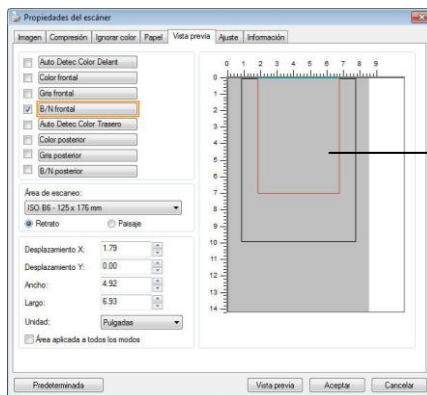 Propiedades del escáner
Imagen Compresión Ignorar color Papel Vista previa Ajuste Información
Auto Detec Color Delant
Color frontal
Gris frontal
B/N frontal
Auto Detec Color Trasero
Color posterior
Gris posterior
B/N posterior
Área de escaneo:
ISO B6 - 125 x 176 mm
Retrato Paisaje
Desplazamiento X: 1.79
Desplazamiento Y: 0.00
Ancho: 4.92
Largo: 6.93
Unidad: Pulgadas
Área aplicada a todos los modos
0 1 2 3 4 5 6 7 8 9
0
1
2
3
4
5
6
7
8
9
10
11
12
13
14
Predeterminada Vista previa Aceptar Cancelar